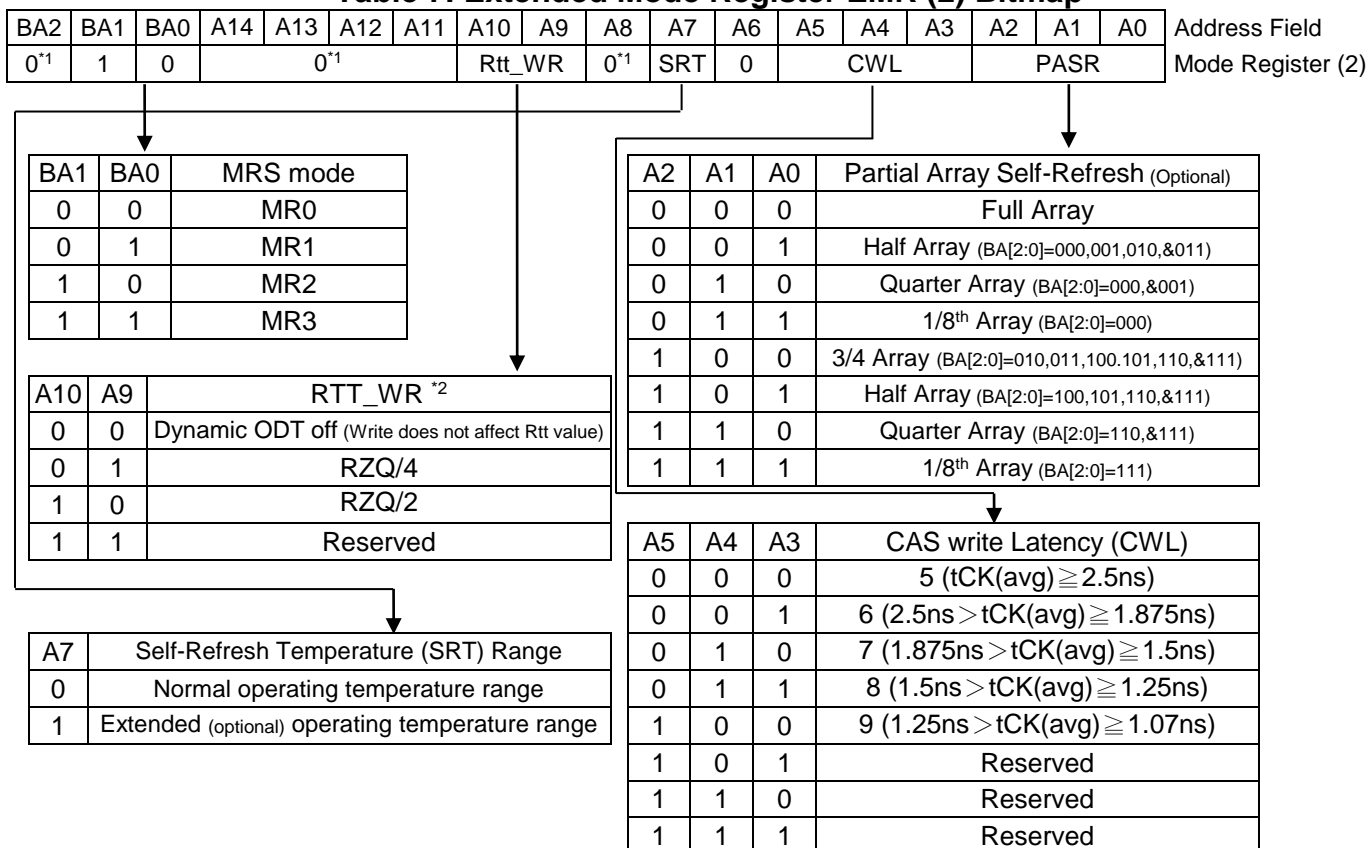 Table 7. Extended Mode Register EMR (2) Bitmap
BA2 BA1 BA0 A14 A13 A12 A11 A10 A9 A8 A7 A6 A5 A4 A3 A2 A1 A0 Address Field
0*1 1 0 0*1 Rtt_WR 0*1 SRT 0 CWL PASR Mode Register (2)
BA1 BA0 MRS mode
0 0 MR0
0 1 MR1
1 0 MR2
1 1 MR3
A10 A9 RTT_WR *2
0 0 Dynamic ODT off (Write does not affect Rtt value)
0 1 RZQ/4
1 0 RZQ/2
1 1 Reserved
A7 Self-Refresh Temperature (SRT) Range
0 Normal operating temperature range
1 Extended (optional) operating temperature range
A2 A1 A0 Partial Array Self-Refresh (Optional)
0 0 0 Full Array
0 0 1 Half Array (BA[2:0]=000,001,010,&011)
0 1 0 Quarter Array (BA[2:0]=000,&001)
0 1 1 1/8th Array (BA[2:0]=000)
1 0 0 3/4 Array (BA[2:0]=010,011,100.101,110,&111)
1 0 1 Half Array (BA[2:0]=100,101,110,&111)
1 1 0 Quarter Array (BA[2:0]=110,&111)
1 1 1 1/8th Array (BA[2:0]=111)
A5 A4 A3 CAS write Latency (CWL)
0 0 0 5 (tCK(avg)≧2.5ns)
0 0 1 6 (2.5ns>tCK(avg)≧1.875ns)
0 1 0 7 (1.875ns>tCK(avg)≧1.5ns)
0 1 1 8 (1.5ns>tCK(avg)≧1.25ns)
1 0 0 9 (1.25ns>tCK(avg)≧1.07ns)
1 0 1 Reserved
1 1 0 Reserved
1 1 1 Reserved